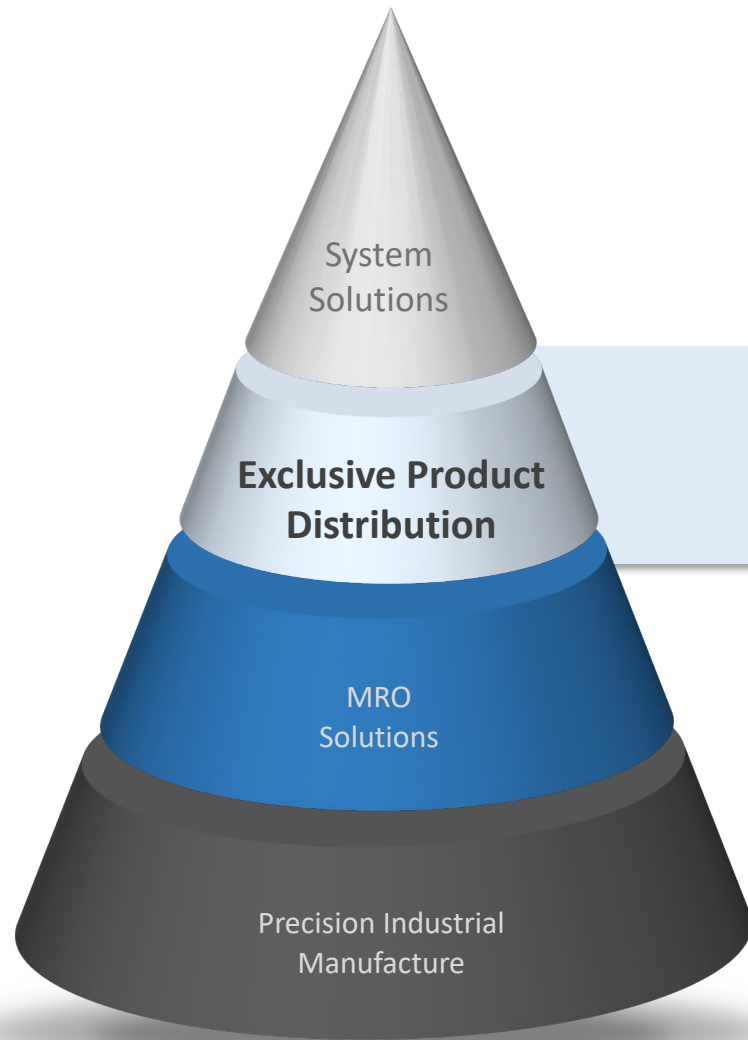 System
Solutions
Exclusive Product
Distribution
MRO
Solutions
Precision Industrial
Manufacture